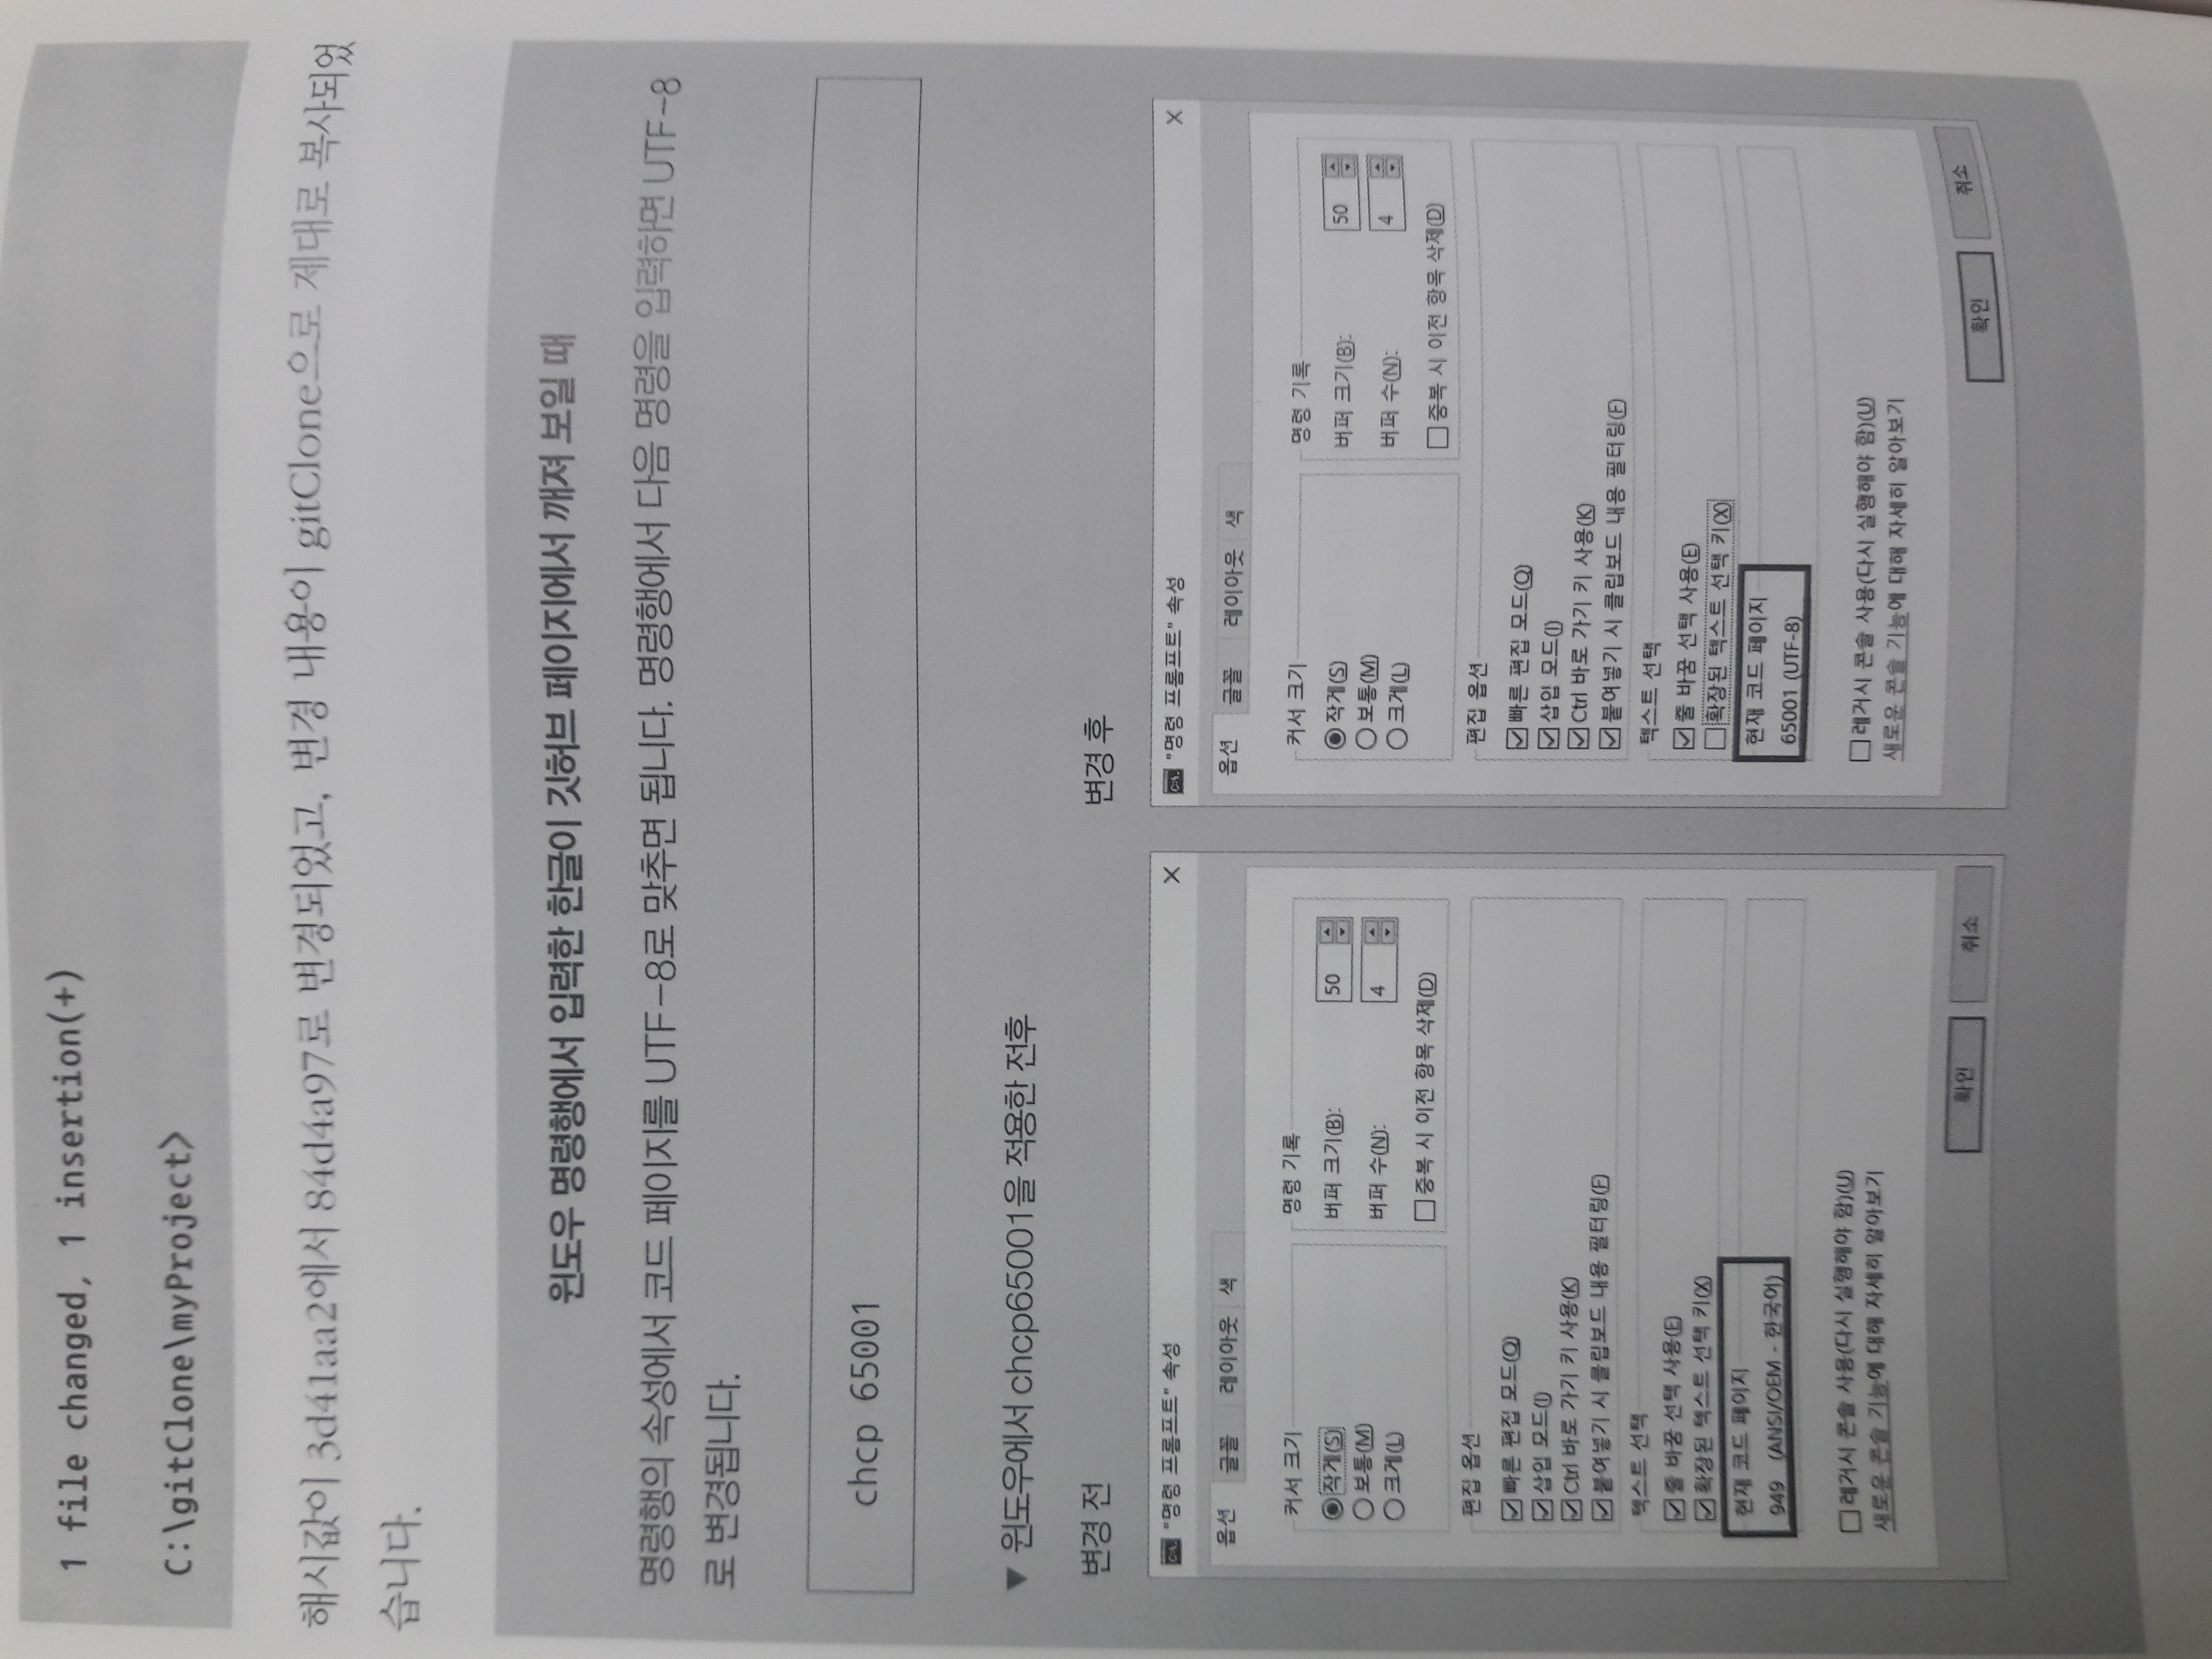 1 file changed, 1 insertion(+)
C:\gitClone\myProject>
해시값이 3d41aa2에서 84d4a97로 변경되었고, 변경 내용이 gitClone으로 제대로 복사되었
습니다.
윈도우 명령행에서 입력한 한글이 깃허브 페이지에서 깨져 보일 때
명령행의 속성에서 코드 페이지를 UTF-8로 맞추면 됩니다. 명령행에서 다음 명령을 입력하면 UTF-8
로 변경됩니다.
chcp 65001
▼ 윈도우에서 chcp65001을 적용한 전후
변경 전
"명령 프롬프트" 속성
옵션 글꼴 레이아웃 색
커서 크기
작게(S)
보통(M)
크게(L)
명령 기록
버퍼 크기(B): 50
버퍼 수(N): 4
중복 시 이전 항목 삭제(D)
편집 옵션
빠른 편집 모드(Q)
삽입 모드(I)
Ctrl 바로 가기 키 사용(K)
붙여넣기 시 클립보드 내용 필터링(F)
텍스트 선택
줄 바꿈 선택 사용(E)
확장된 텍스트 선택 키(X)
현재 코드 페이지
949 (ANSI/OEM - 한국어)
레거시 콘솔 사용(다시 실행해야 함)(U)
새로운 콘솔 기능에 대해 자세히 알아보기
확인 취소
변경 후
"명령 프롬프트" 속성
옵션 글꼴 레이아웃 색
커서 크기
작게(S)
보통(M)
크게(L)
명령 기록
버퍼 크기(B): 50
버퍼 수(N): 4
중복 시 이전 항목 삭제(D)
편집 옵션
빠른 편집 모드(Q)
삽입 모드(I)
Ctrl 바로 가기 키 사용(K)
붙여넣기 시 클립보드 내용 필터링(F)
텍스트 선택
줄 바꿈 선택 사용(E)
확장된 텍스트 선택 키(X)
현재 코드 페이지
65001 (UTF-8)
레거시 콘솔 사용(다시 실행해야 함)(U)
새로운 콘솔 기능에 대해 자세히 알아보기
확인 취소